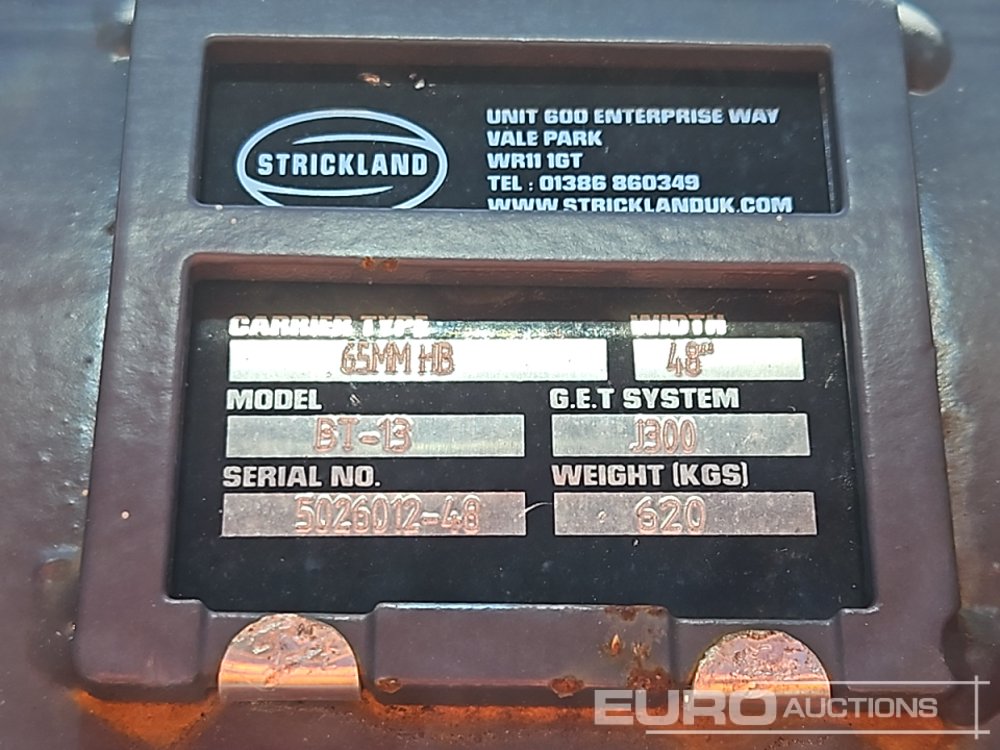 STRICKLAND
UNIT 600 ENTERPRISE WAY
VALE PARK
WR11 1GT
TEL : 01386 860349
WWW.STRICKLANDUK.COM
CARRIER TYPE WIDTH
65MM HB 48"
MODEL G.E.T SYSTEM
BT-13 J300
SERIAL NO. WEIGHT (KGS)
5026012-48 620
EURO AUCTIONS